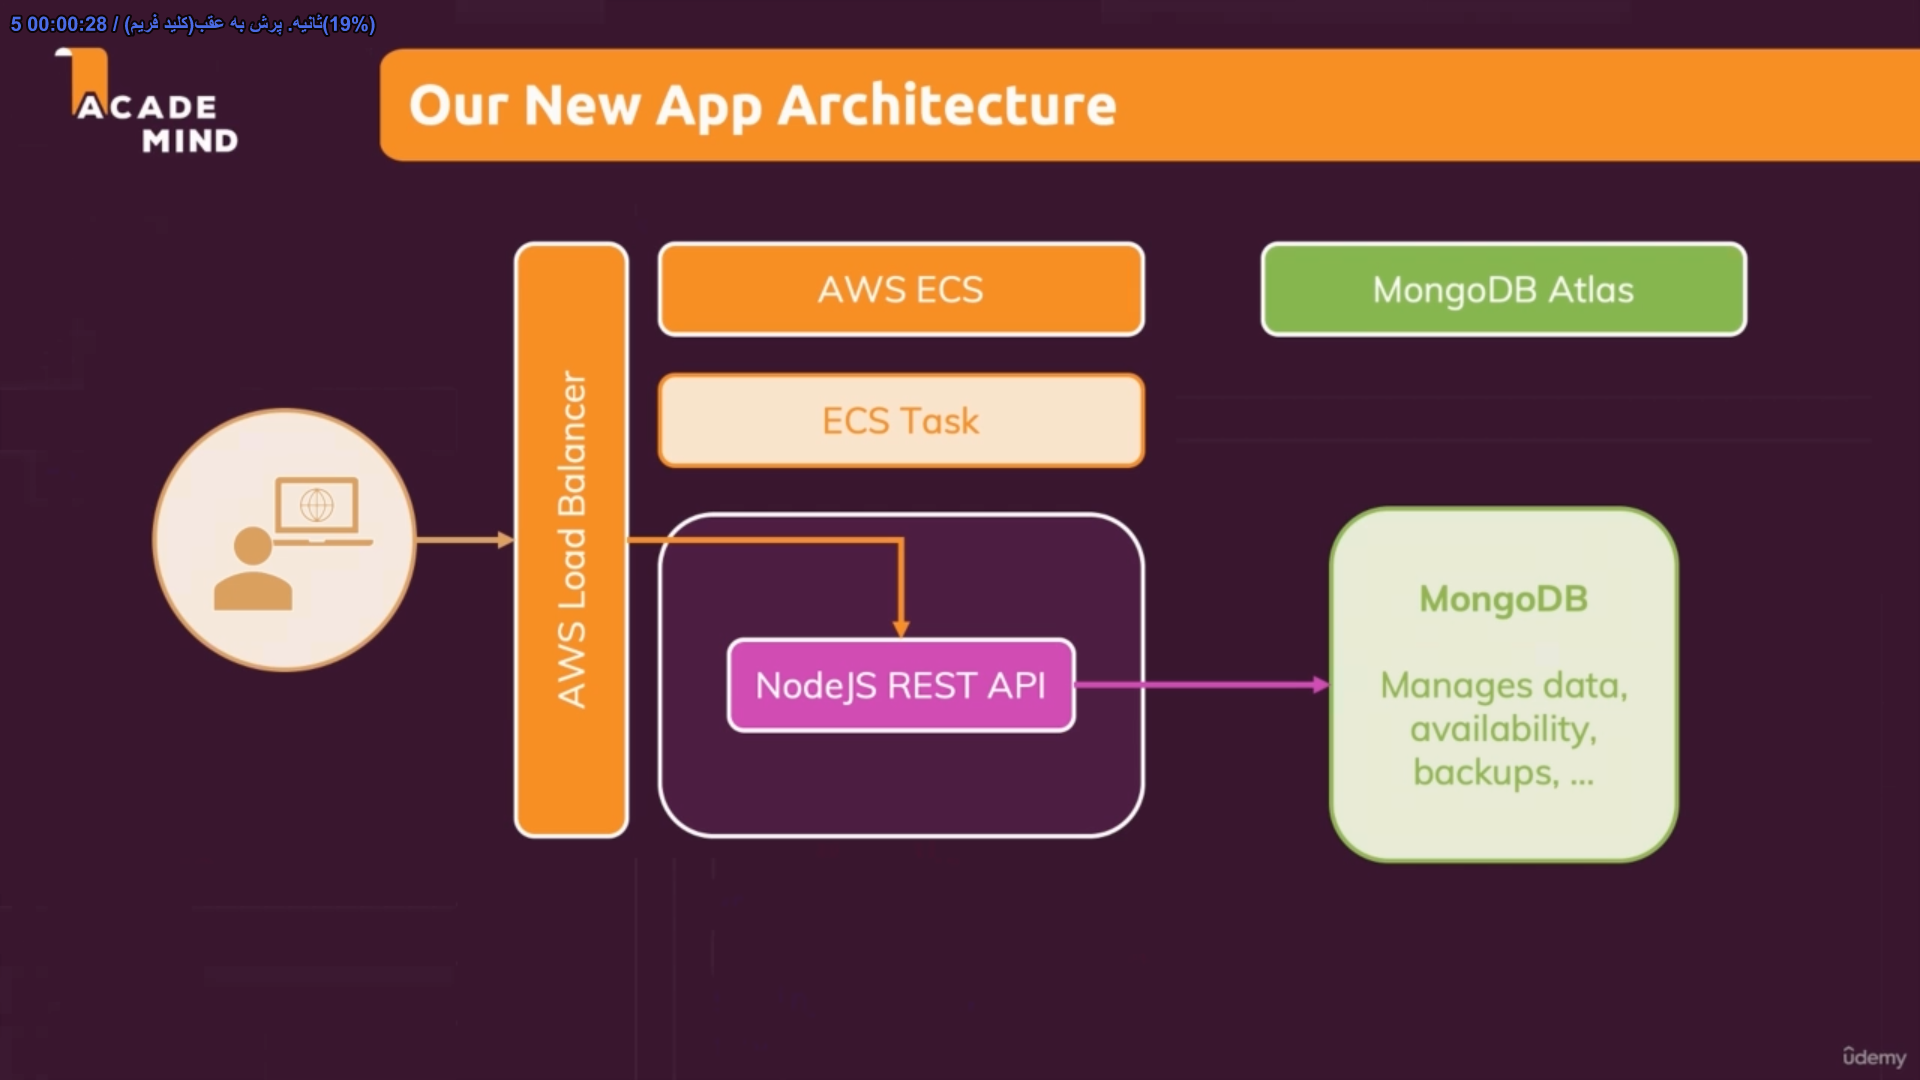 5 00:00:28 / ثانیه. پرش به عقب(کلید فریم)(19%)
ACADE
MIND
Our New App Architecture
AWS Load Balancer
AWS ECS
MongoDB Atlas
ECS Task
NodeJS REST API
MongoDB
Manages data,
availability,
backups, ...
ûdemy